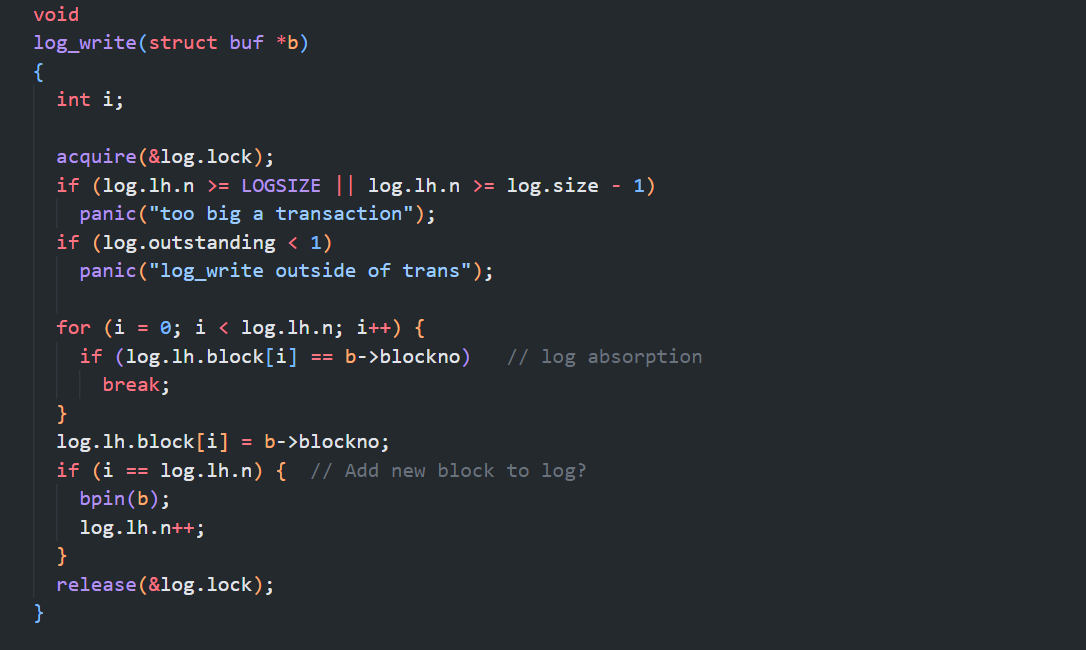 void
log_write(struct buf *b)
{
  int i;

  acquire(&log.lock);
  if (log.lh.n >= LOGSIZE || log.lh.n >= log.size - 1)
    panic("too big a transaction");
  if (log.outstanding < 1)
    panic("log_write outside of trans");

  for (i = 0; i < log.lh.n; i++) {
    if (log.lh.block[i] == b->blockno)   // log absorption
      break;
  }
  log.lh.block[i] = b->blockno;
  if (i == log.lh.n) {  // Add new block to log?
    bpin(b);
    log.lh.n++;
  }
  release(&log.lock);
}